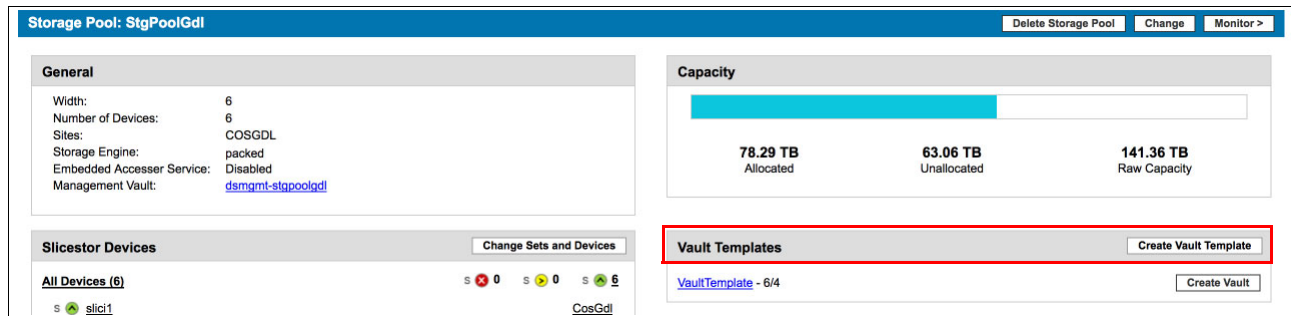 Storage Pool: StgPoolGdl
Delete Storage Pool
Change
Monitor >
General
Width: 6
Number of Devices: 6
Sites: COSGDL
Storage Engine: packed
Embedded Accesser Service: Disabled
Management Vault: dsmgmt-stgpoolgdl
Capacity
78.29 TB 63.06 TB 141.36 TB
Allocated Unallocated Raw Capacity
Slicestor Devices
Change Sets and Devices
All Devices (6) S 0 S 0 S 6
S slici1 CosGdl
Vault Templates
Create Vault Template
VaultTemplate - 6/4
Create Vault